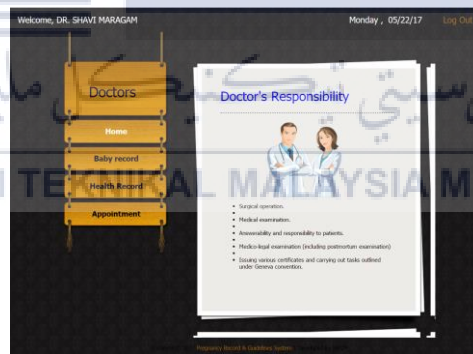 Welcome, DR. SHAVI MARAGAM
Monday , 05/22/17
Log Out
Doctors
Home
Baby record
Health Record
Appointment
Doctor's Responsibility
Surgical operation.
Medical examination.
Answerability and responsibility to patients.
Medico-legal examination (including postmortum examination)
Issuing various certificates and carrying out tasks outlined
under Geneva convention.
TEKNIKAL MALAYSIA M
Pregnancy Record & Guidelines System